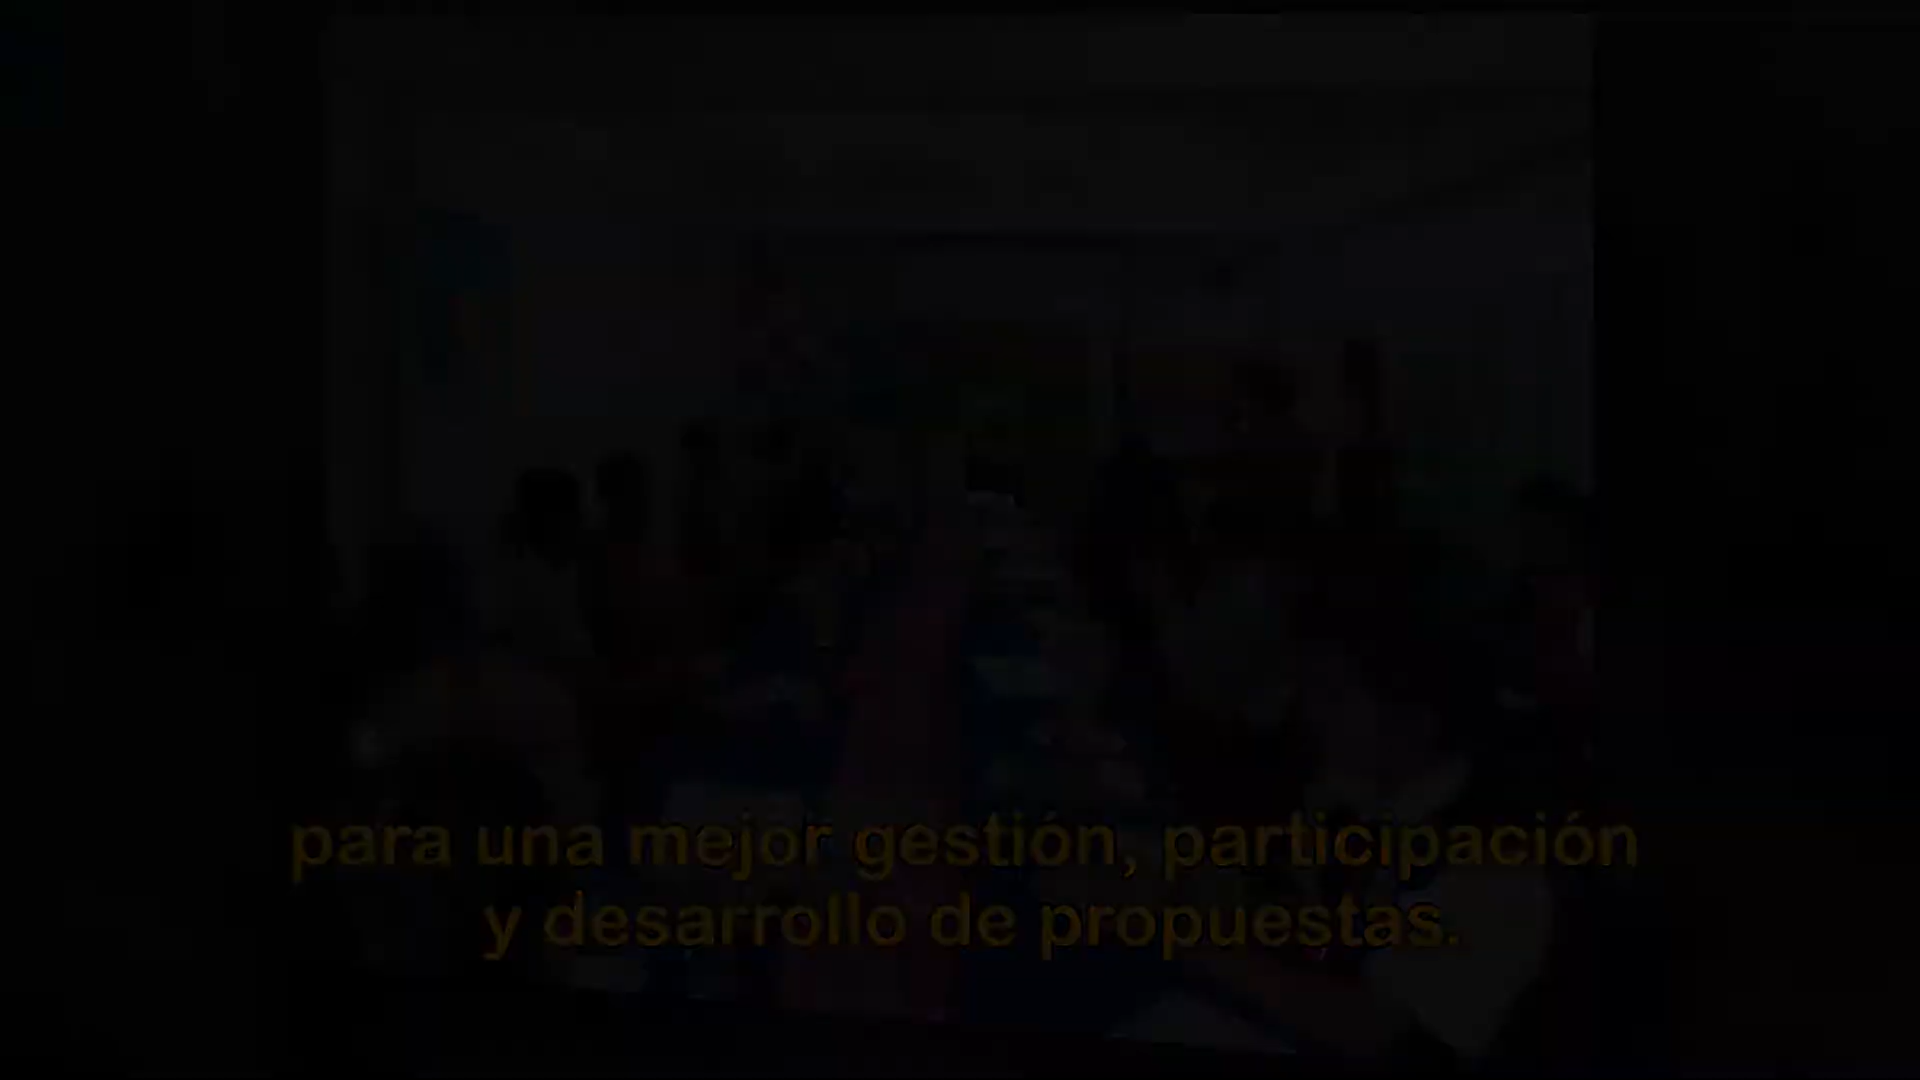 para una mejor gestión, participación
y desarrollo de propuestas.